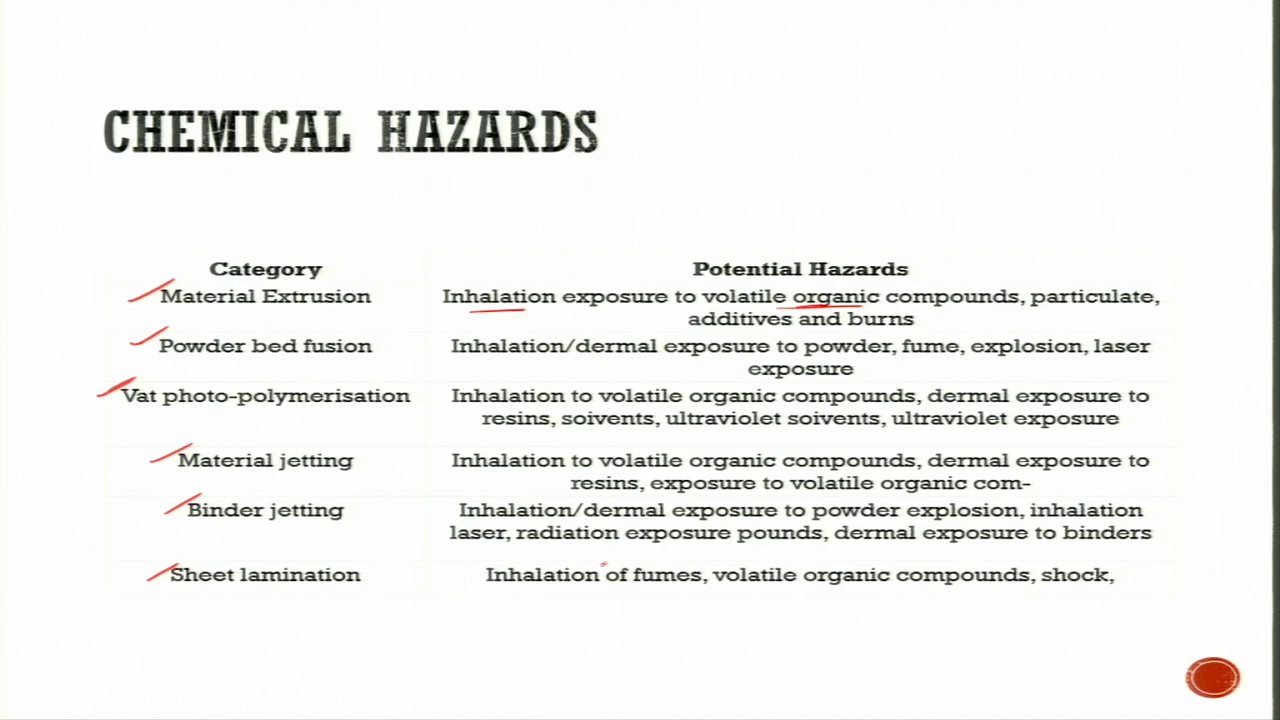 CHEMICAL HAZARDS
Category Potential Hazards
Material Extrusion Inhalation exposure to volatile organic compounds, particulate,
additives and burns
Powder bed fusion Inhalation/dermal exposure to powder, fume, explosion, laser
exposure
Vat photo-polymerisation Inhalation to volatile organic compounds, dermal exposure to
resins, soivents, ultraviolet soivents, ultraviolet exposure
Material jetting Inhalation to volatile organic compounds, dermal exposure to
resins, exposure to volatile organic com-
Binder jetting Inhalation/dermal exposure to powder explosion, inhalation
laser, radiation exposure pounds, dermal exposure to binders
Sheet lamination Inhalation of fumes, volatile organic compounds, shock,